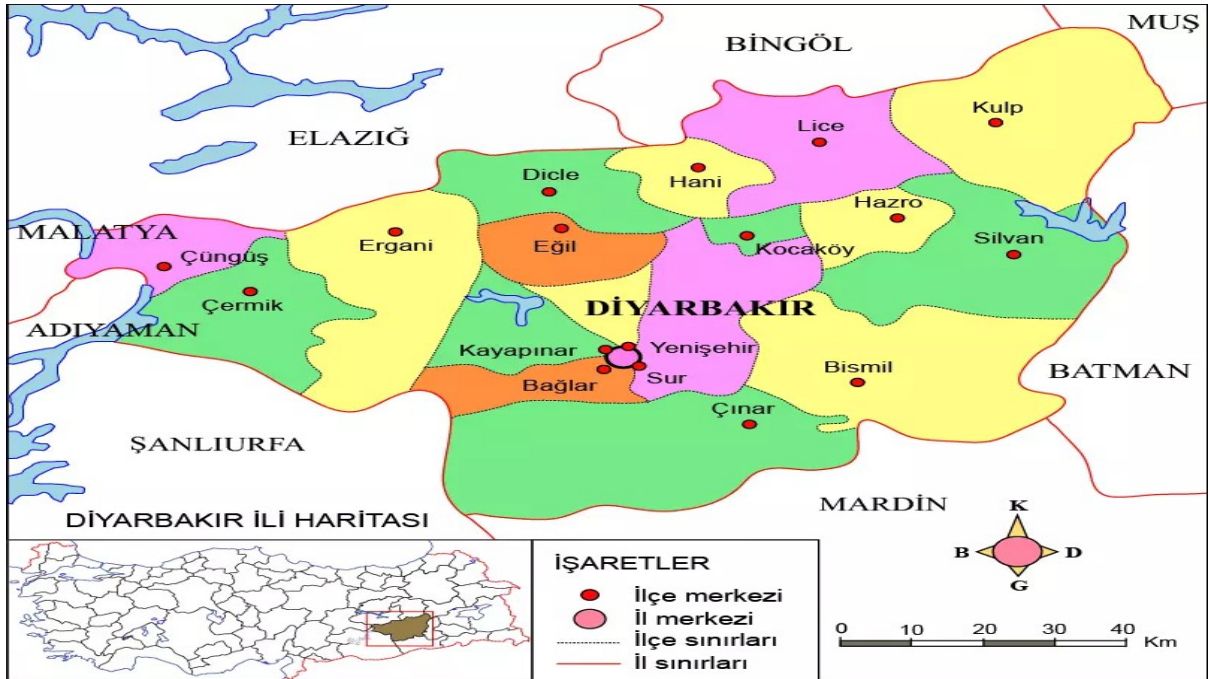 MUŞ
BİNGÖL
Kulp
Lice
ELAZIĞ
Dicle
Hani
Hazro
MALATYA
Ergani
Eğil
Kocaköy
Silvan
Çüngüş
Çermik
DİYARBAKIR
ADIYAMAN
Kayapınar
Yenişehir
Bismil
BATMAN
Bağlar
Sur
Çınar
ŞANLIURFA
MARDİN
DİYARBAKIR İLİ HARİTASI
K
B D
G
İŞARETLER
İlçe merkezi
İl merkezi
İlçe sınırları
İl sınırları
0 10 20 30 40 Km